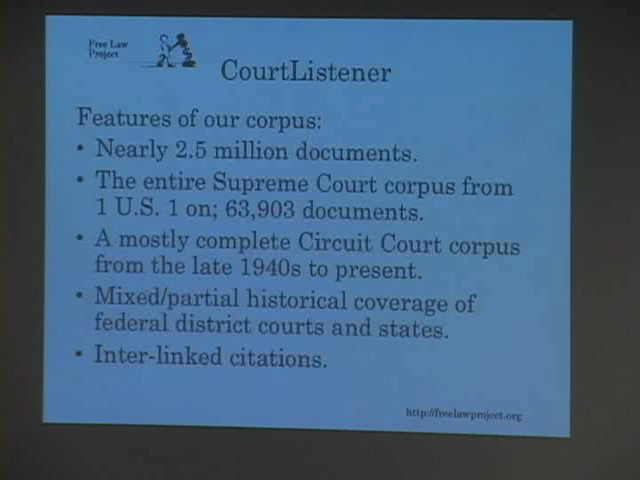 Free Law
Project
CourtListener
Features of our corpus:
• Nearly 2.5 million documents.
• The entire Supreme Court corpus from
1 U.S. 1 on; 63,903 documents.
• A mostly complete Circuit Court corpus
from the late 1940s to present.
• Mixed/partial historical coverage of
federal district courts and states.
• Inter-linked citations.
http://freelawproject.org